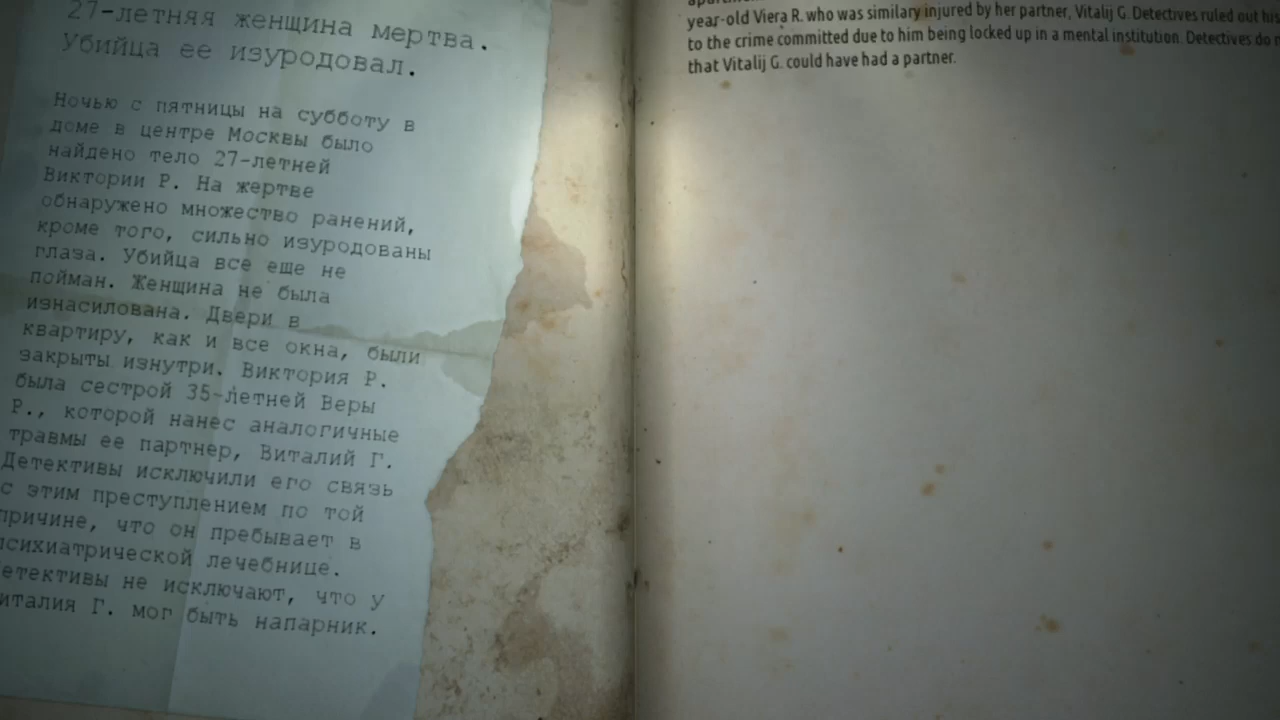 27-летняя женщина мертва.
Убийца ее изуродовал.
Ночью с пятницы на субботу в
доме в центре Москвы было
найдено тело 27-летней
Виктории Р. На жертве
обнаружено множество ранений,
кроме того, сильно изуродованы
глаза. Убийца все еще не
пойман. Женщина не была
изнасилована. Двери в
квартиру, как и все окна, были
закрыты изнутри. Виктория Р.
была сестрой 35-летней Веры
Р., которой нанес аналогичные
травмы ее партнер, Виталий Г.
Детективы исключили его связь
с этим преступлением по той
причине, что он пребывает в
психиатрической лечебнице.
етективы не исключают, что у
италия Г. мог быть напарник.
year-old Viera R. who was similary injured by her partner, Vitalij G. Detectives ruled out
to the crime committed due to him being locked up in a mental institution. Detectives do
that Vitalij G. could have had a partner.